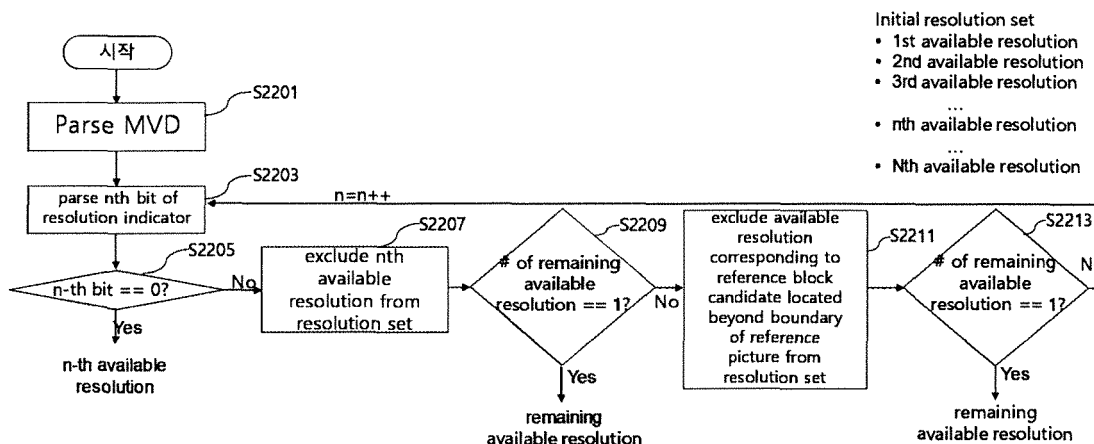 시작
S2201
Parse MVD
S2203
parse nth bit of
resolution indicator
n=n++
S2205
n-th bit == 0?
No
Yes
n-th available
resolution
S2207
exclude nth
available
resolution from
resolution set
S2209
# of remaining
available
resolution == 1?
No
Yes
remaining
available resolution
S2211
exclude available
resolution
corresponding to
reference block
candidate located
beyond boundary
of reference
picture from
resolution set
S2213
# of remaining
available
resolution == 1?
N
Yes
remaining
available resolution
Initial resolution set
• 1st available resolution
• 2nd available resolution
• 3rd available resolution
...
• nth available resolution
...
• Nth available resolution